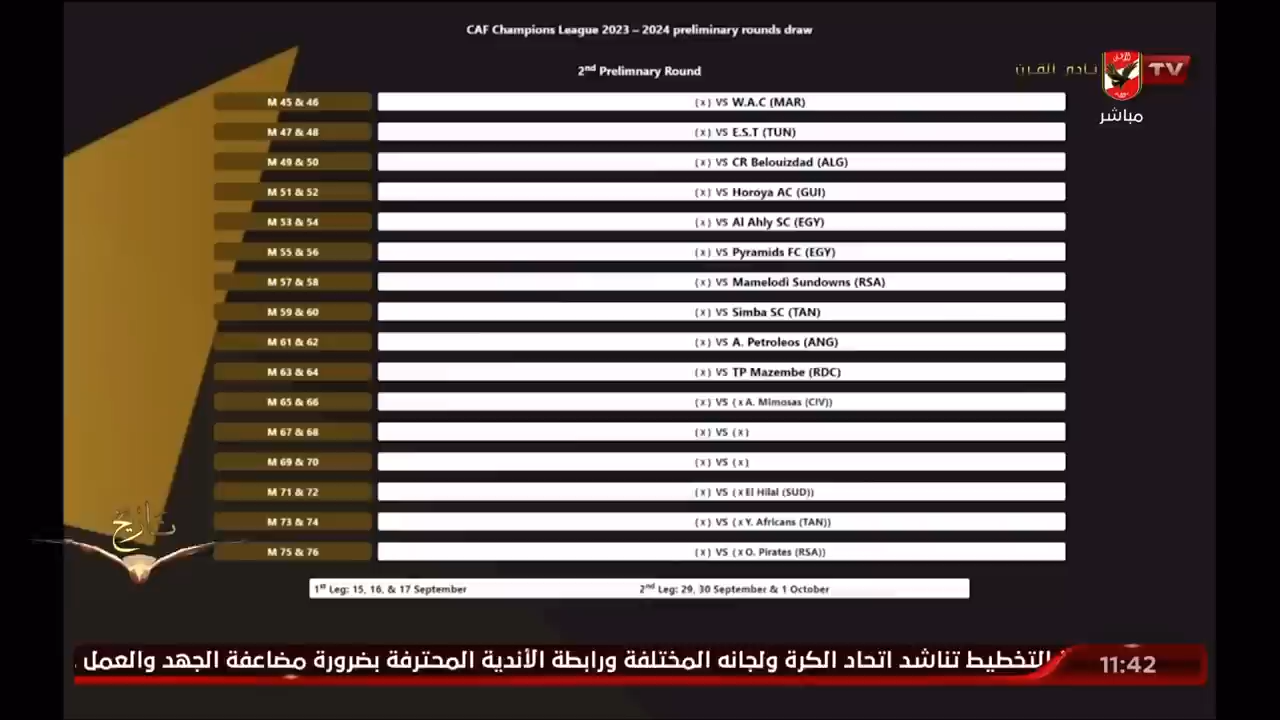 CAF Champions League 2023 – 2024 preliminary rounds draw
2nd Prelimnary Round
نادي القرن
TV
مباشر
M 45 & 46 (x) VS W.A.C (MAR)
M 47 & 48 (x) VS E.S.T (TUN)
M 49 & 50 (x) VS CR Belouizdad (ALG)
M 51 & 52 (x) VS Horoya AC (GUI)
M 53 & 54 (x) VS Al Ahly SC (EGY)
M 55 & 56 (x) VS Pyramids FC (EGY)
M 57 & 58 (x) VS Mamelodi Sundowns (RSA)
M 59 & 60 (x) VS Simba SC (TAN)
M 61 & 62 (x) VS A. Petroleos (ANG)
M 63 & 64 (x) VS TP Mazembe (RDC)
M 65 & 66 (x) VS (x A. Mimosas (CIV))
M 67 & 68 (x) VS (x)
M 69 & 70 (x) VS (x)
M 71 & 72 (x) VS (x El Hilal (SUD))
M 73 & 74 (x) VS (x Y. Africans (TAN))
M 75 & 76 (x) VS (x O. Pirates (RSA))
تاريخ
1st Leg: 15, 16, & 17 September 2nd Leg: 29, 30 September & 1 October
التخطيط تناشد اتحاد الكرة ولجانه المختلفة ورابطة الأندية المحترفة بضرورة مضاعفة الجهد والعمل
11:42